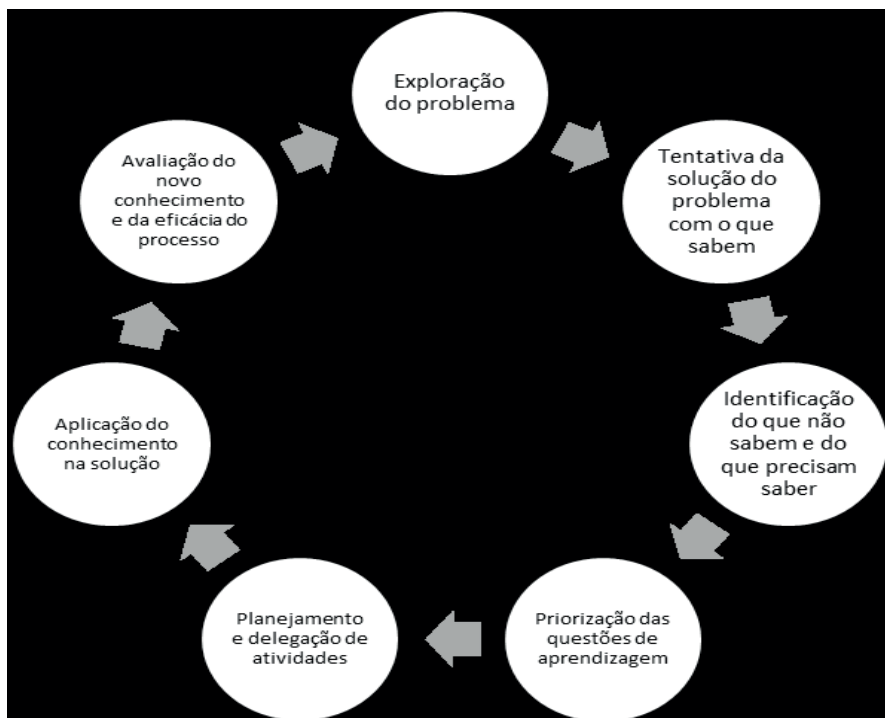 Exploração
do problema
Tentativa da
solução do
problema
com o que
sabem
Identificação
do que não
sabem e do
que precisam
saber
Priorização das
questões de
aprendizagem
Planejamento
e delegação de
atividades
Aplicação do
conhecimento
na solução
Avaliação do
novo
conhecimento
e da eficácia do
processo